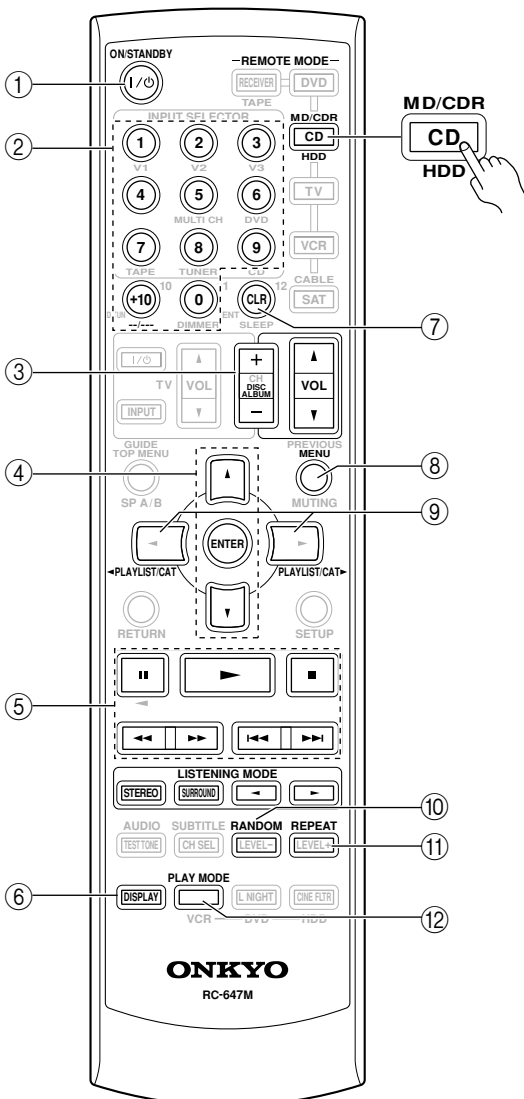 ON/STANDBY
REMOTE MODE
I/⏻
RECEIVER DVD
TAPE
1
INPUT SELECTOR
MD/CDR
MD/CDR
2
1 2 3
CD
CD
V1 V2 V3
HDD
HDD
4 5 6
TV
MULTI CH DVD
7 8 9
VCR
TAPE TUNER CD
CABLE
+10 10 0 11 CLR 12
SAT
D TUN --/--- DIMMER ENT SLEEP
7
3
I/⏻
TV VOL
INPUT
+
CH
DISC
ALBUM
-
VOL
GUIDE
TOP MENU
PREVIOUS
MENU
8
4
SP A/B
MUTING
9
ENTER
◄PLAYLIST/CAT PLAYLIST/CAT►
RETURN SETUP
5
LISTENING MODE
STEREO SURROUND
10
AUDIO SUBTITLE RANDOM REPEAT
TEST TONE CH SEL LEVEL- LEVEL+
11
PLAY MODE
6
DISPLAY L NIGHT CINE FLTR
12
VCR DVD HDD
ONKYO
RC-647M